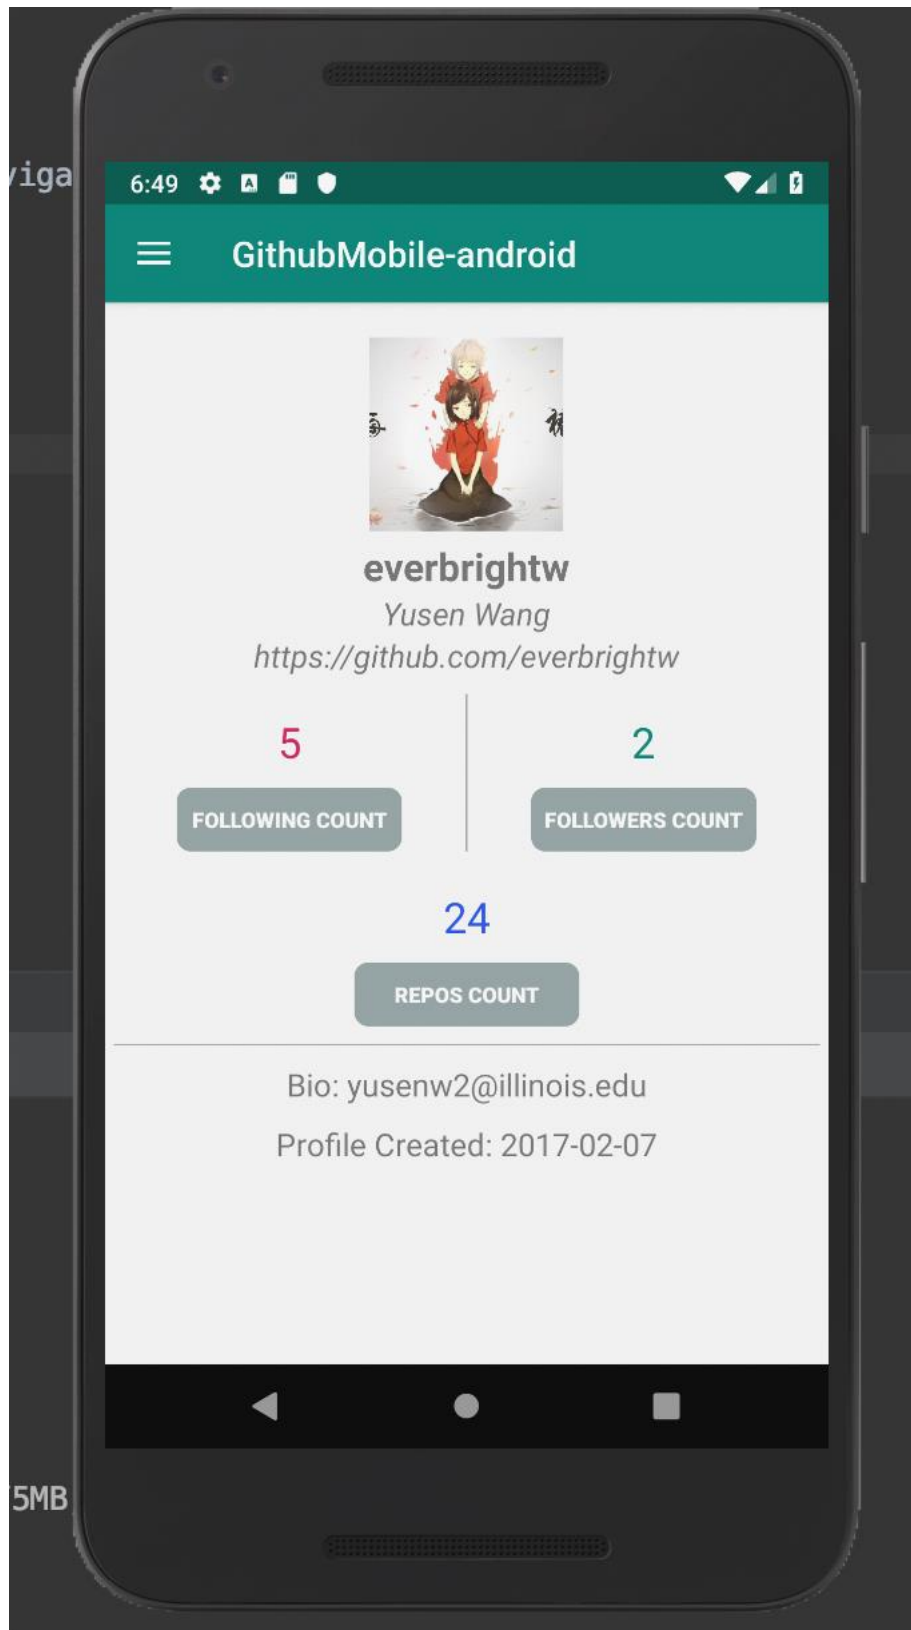 viga
6:49
GithubMobile-android
everbrightw
Yusen Wang
https://github.com/everbrightw
5
2
FOLLOWING COUNT
FOLLOWERS COUNT
24
REPOS COUNT
Bio: yusenw2@illinois.edu
Profile Created: 2017-02-07
5MB